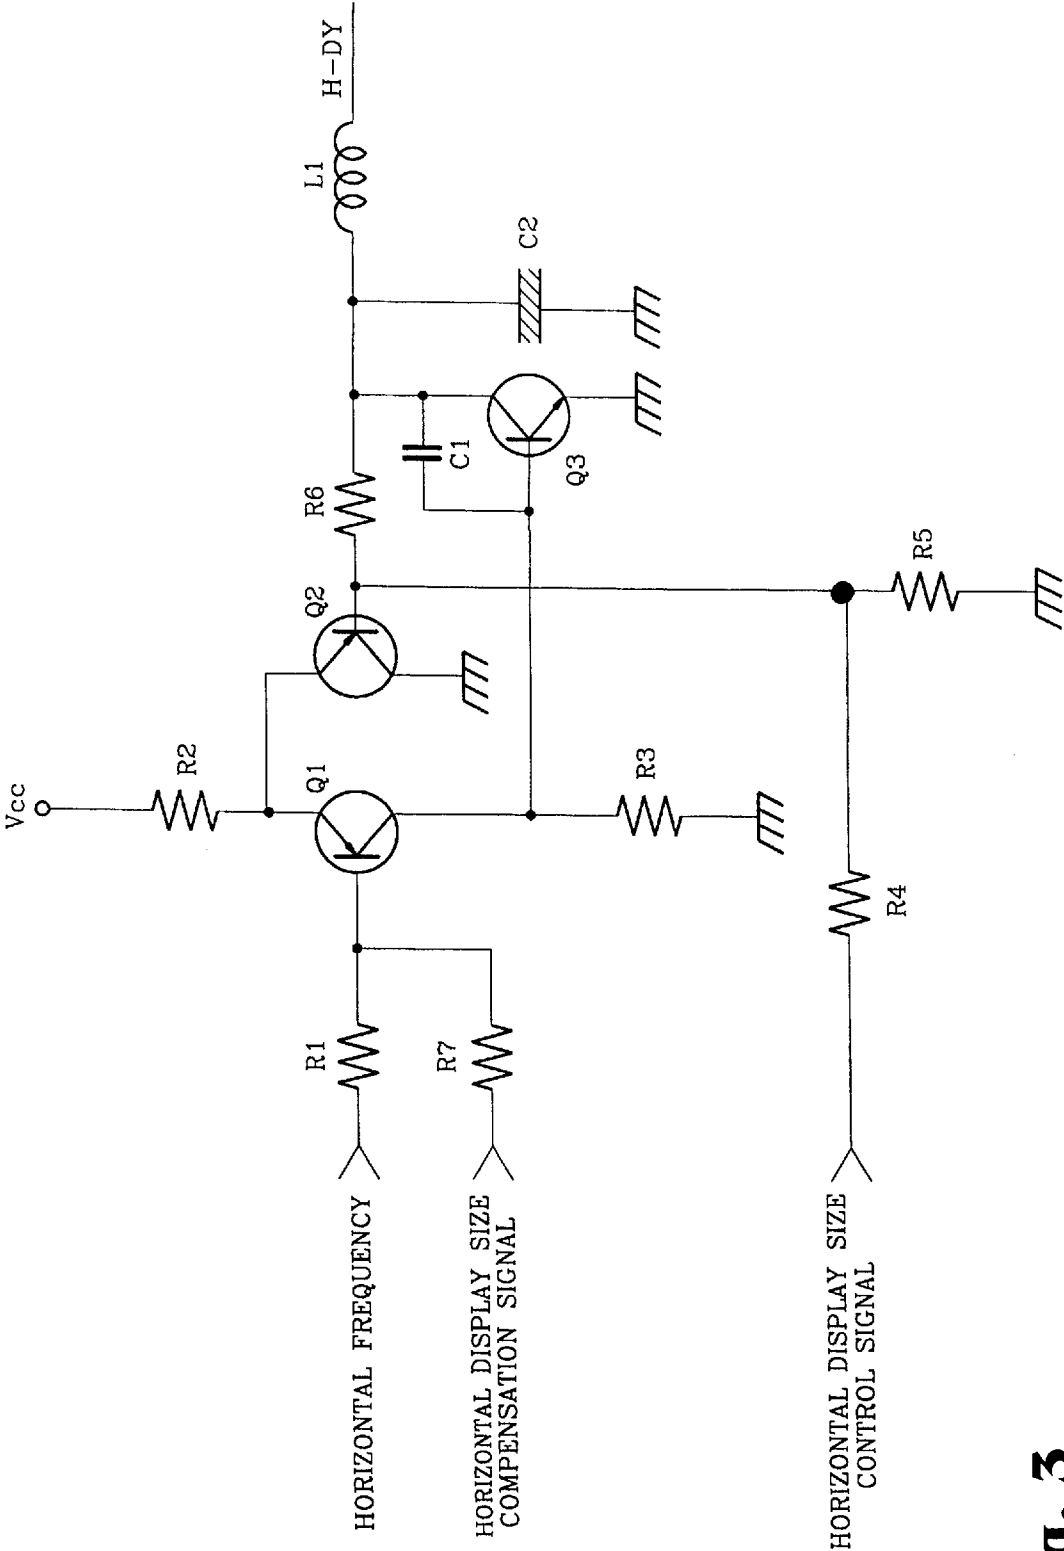 Vcc
R2
Q1
Q2
R6
L1
H-DY
C1
Q3
C2
R3
R5
R4
R1
R7
HORIZONTAL FREQUENCY
HORIZONTAL DISPLAY SIZE
COMPENSATION SIGNAL
HORIZONTAL DISPLAY SIZE
CONTROL SIGNAL
3